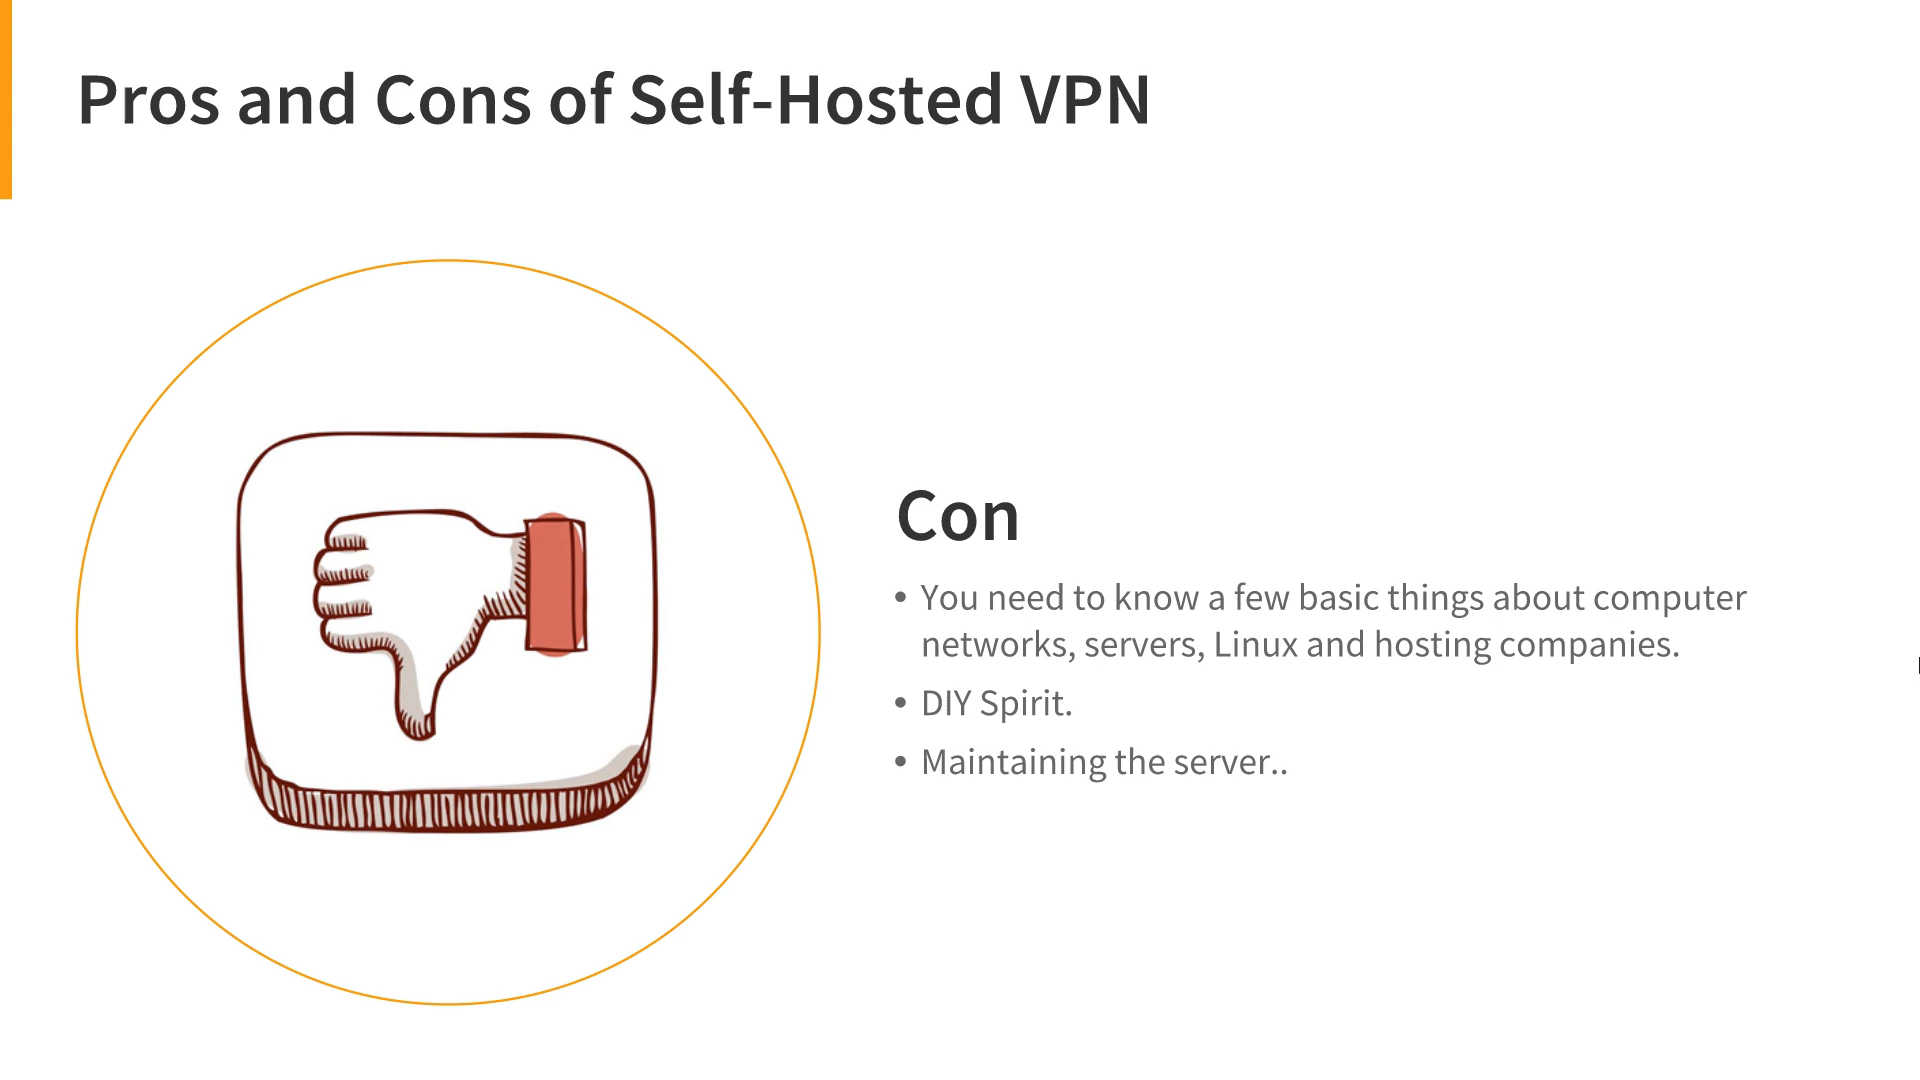 Pros and Cons of Self-Hosted VPN
Con
• You need to know a few basic things about computer
networks, servers, Linux and hosting companies.
• DIY Spirit.
• Maintaining the server..